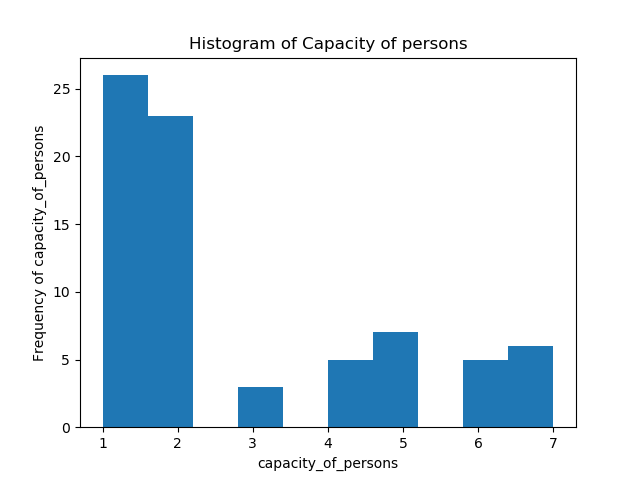 Histogram of Capacity of persons
Frequency of capacity_of_persons
25
20
15
10
5
0
1 2 3 4 5 6 7
capacity_of_persons